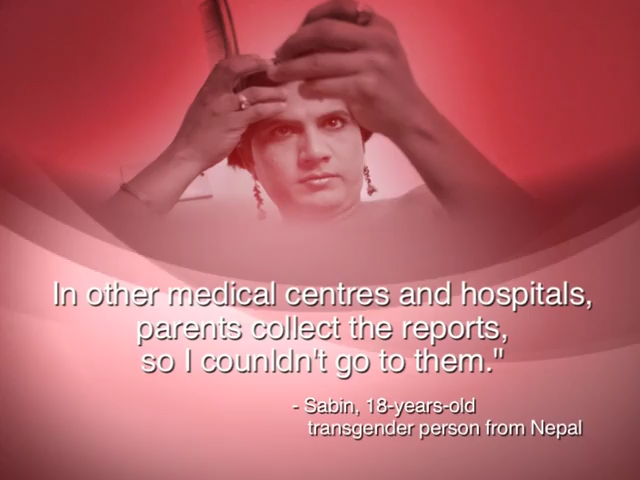 In other medical centres and hospitals,
parents collect the reports,
so I counldn't go to them."
- Sabin, 18-years-old
transgender person from Nepal